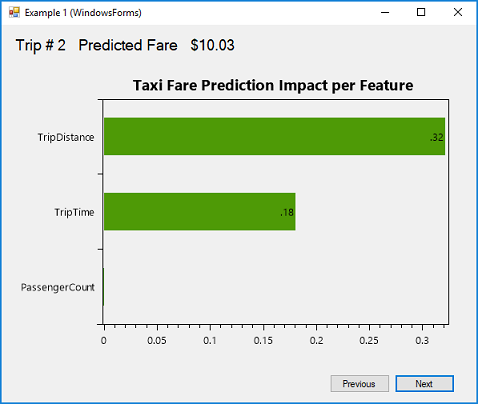 Example 1 (WindowsForms)
Trip # 2 Predicted Fare $10.03
Taxi Fare Prediction Impact per Feature
TripDistance .32
TripTime .18
PassengerCount
0 0.05 0.1 0.15 0.2 0.25 0.3
Previous Next